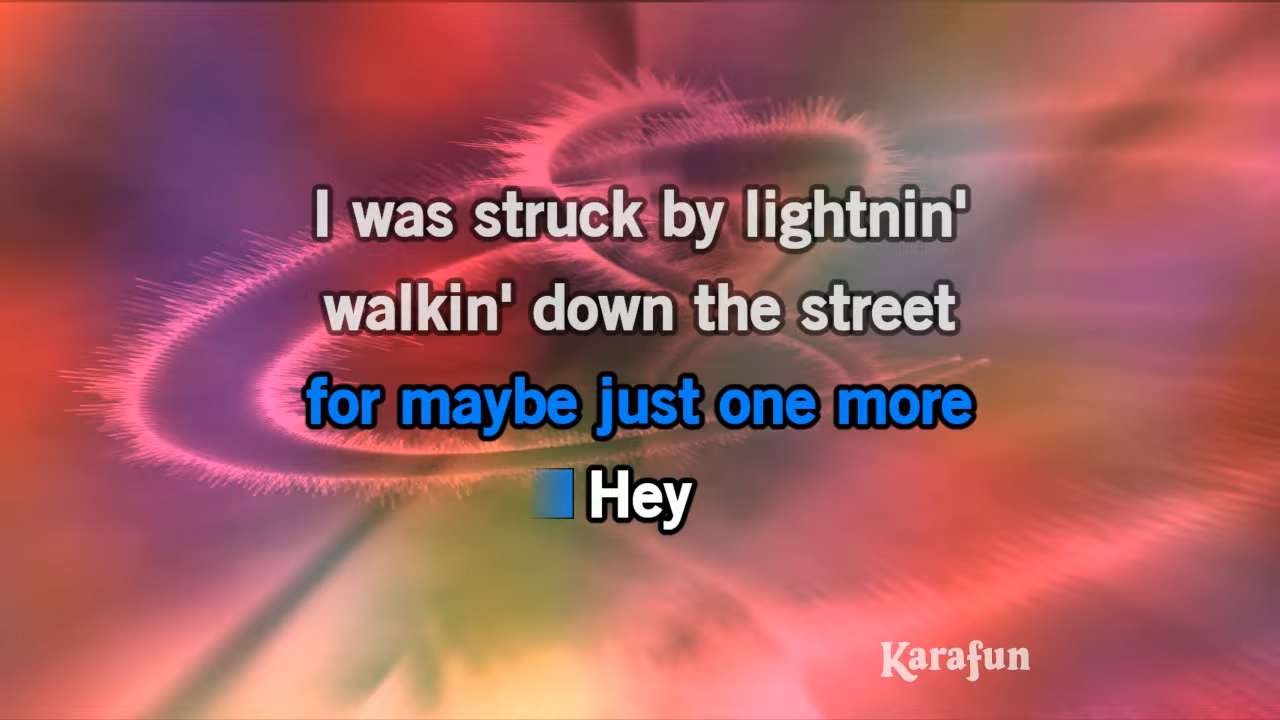 I was struck by lightnin'
walkin' down the street
for maybe just one more
Hey
Karafun